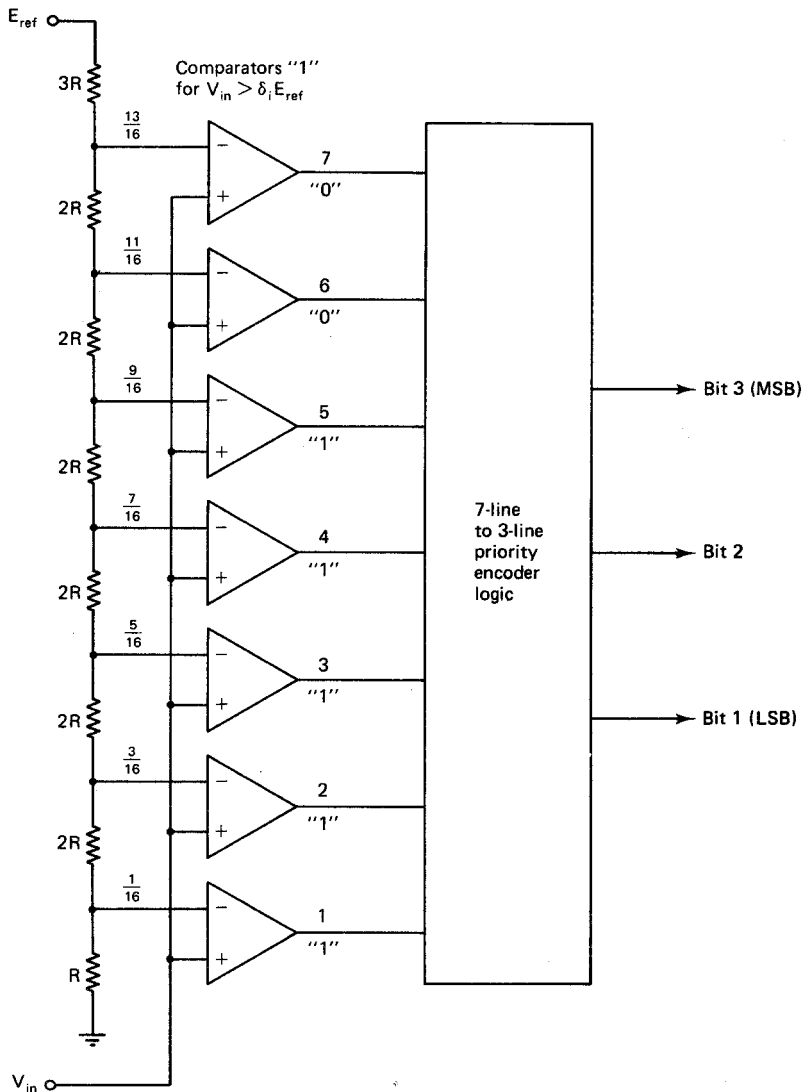 E_ref
3R
Comparators "1"
for V_in > δ_i E_ref
13/16
−
+
7
"0"
2R
11/16
−
+
6
"0"
2R
9/16
−
+
5
"1"
2R
7/16
−
+
4
"1"
2R
5/16
−
+
3
"1"
2R
3/16
−
+
2
"1"
2R
1/16
−
+
1
"1"
R
V_in
7-line
to 3-line
priority
encoder
logic
Bit 3 (MSB)
Bit 2
Bit 1 (LSB)